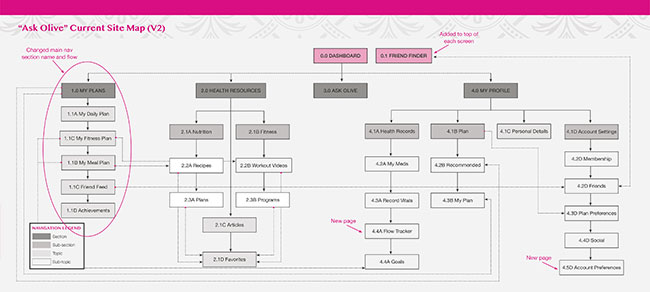 "Ask Olive" Current Site Map (V2)
Changed main nav
section name and flow
Added to top of
each screen
0.0 DASHBOARD
0.1 FRIEND FINDER
1.0 MY PLANS
2.0 HEALTH RESOURCES
3.0 ASK OLIVE
4.0 MY PROFILE
1.1A My Daily Plan
1.1C My Fitness Plan
1.1B My Meal Plan
1.1C Friend Feed
1.1D Achievements
2.1A Nutrition
2.1B Fitness
2.2A Recipes
2.2B Workout Videos
2.3A Plans
2.3B Programs
2.1C Articles
2.1D Favorites
4.1A Health Records
4.1B Plan
4.1C Personal Details
4.1D Account Settings
4.2A My Meds
4.2B Recommended
4.2D Membership
4.2D Friends
4.3A Record Vitals
4.3B My Plan
4.3D Plan Preferences
New page
4.4A Flow Tracker
4.4D Social
4.4A Goals
New page
4.5D Account Preferences
NAVIGATION LEGEND
Section
Sub-section
Topic
Sub-topic